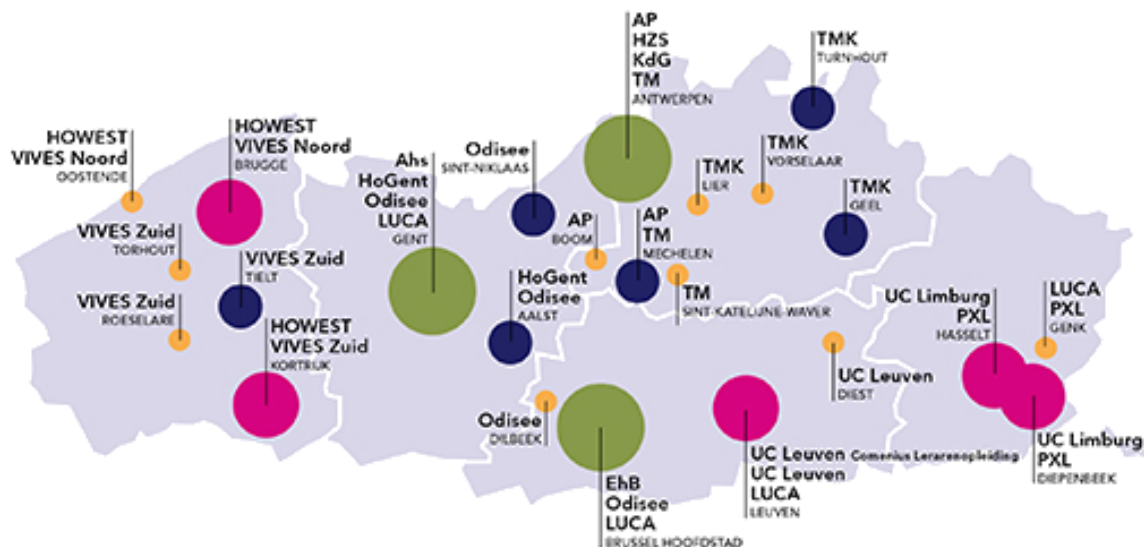 AP
HZS
KdG
TM
ANTWERPEN
TMK
TURNHOUT
HOWEST
VIVES Noord
OOSTENDE
HOWEST
VIVES Noord
BRUGGE
Ahs
HoGent
Odisee
LUCA
GENT
Odisee
SINT-NIKLAAS
TMK
LIER
TMK
VORSELAAR
TMK
GEEL
VIVES Zuid
TORHOUT
VIVES Zuid
TIELT
AP
BOOM
AP
TM
MECHELEN
HoGent
Odisee
AALST
TM
SINT-KATELIJNE-WAVER
VIVES Zuid
ROESELARE
HOWEST
VIVES Zuid
KORTRIJK
UC Limburg
PXL
HASSELT
LUCA
PXL
GENK
UC Leuven
DIEST
Odisee
DILBEEK
EhB
Odisee
LUCA
BRUSSEL HOOFDSTAD
UC Leuven Comenius Lerarenopleiding
UC Leuven
LUCA
LEUVEN
UC Limburg
PXL
DIEPENBEEK